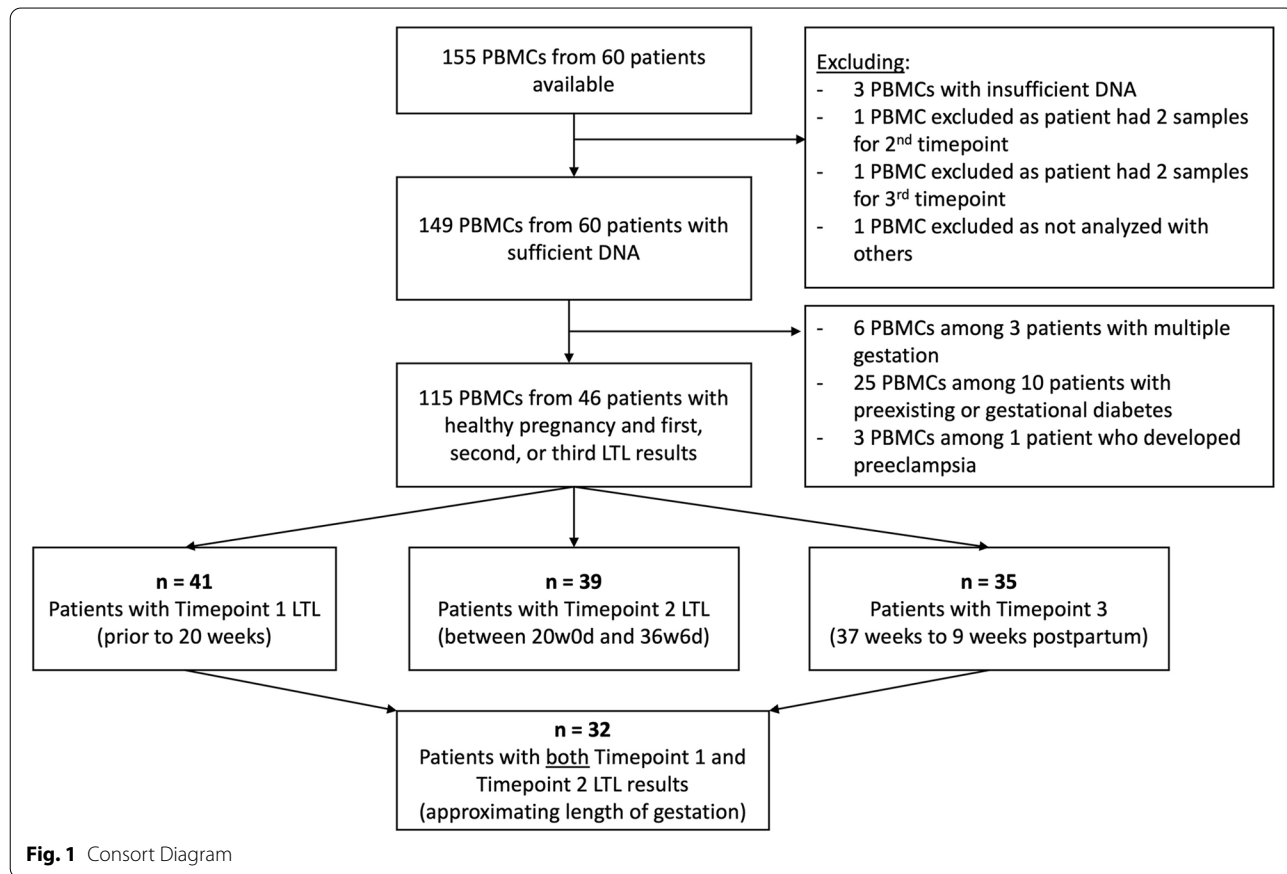 155 PBMCs from 60 patients
available
Excluding:
- 3 PBMCs with insufficient DNA
- 1 PBMC excluded as patient had 2 samples
for 2nd timepoint
- 1 PBMC excluded as patient had 2 samples
for 3rd timepoint
- 1 PBMC excluded as not analyzed with
others
149 PBMCs from 60 patients with
sufficient DNA
- 6 PBMCs among 3 patients with multiple
gestation
- 25 PBMCs among 10 patients with
preexisting or gestational diabetes
- 3 PBMCs among 1 patient who developed
preeclampsia
115 PBMCs from 46 patients with
healthy pregnancy and first,
second, or third LTL results
n = 41
Patients with Timepoint 1 LTL
(prior to 20 weeks)
n = 39
Patients with Timepoint 2 LTL
(between 20w0d and 36w6d)
n = 35
Patients with Timepoint 3
(37 weeks to 9 weeks postpartum)
n = 32
Patients with both Timepoint 1 and
Timepoint 2 LTL results
(approximating length of gestation)
Fig. 1 Consort Diagram